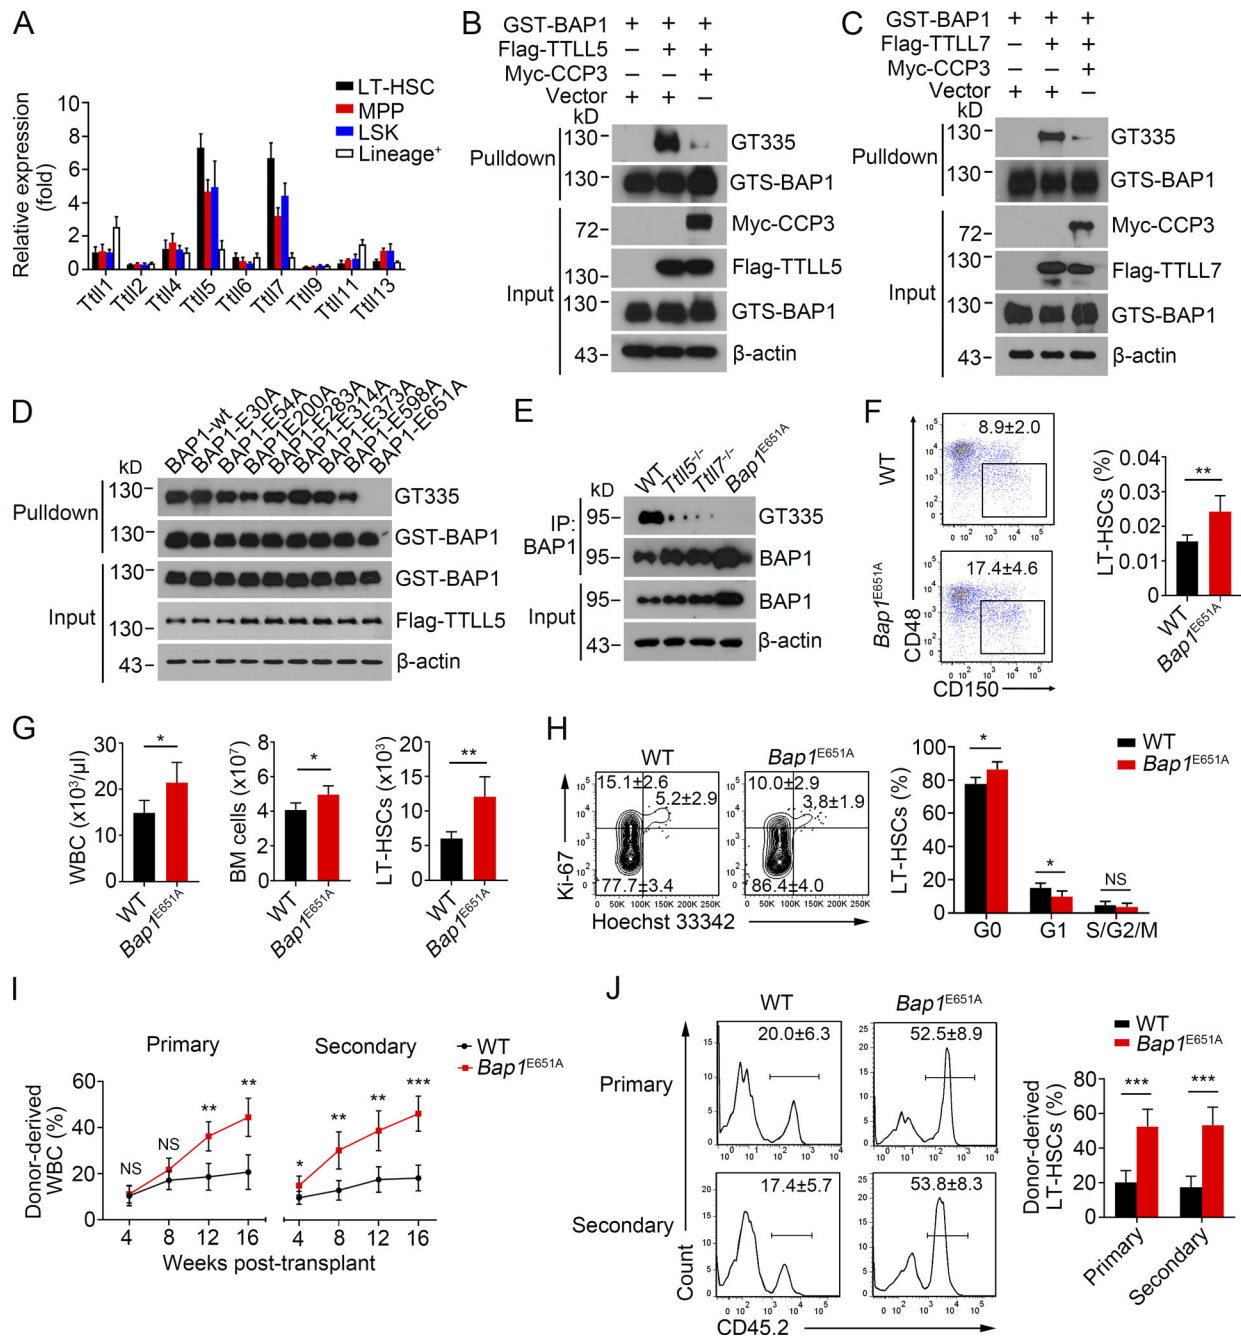 A
Relative expression
(fold)
10
8
6
4
2
0
LT-HSC
MPP
LSK
Lineage+
Ttll1
Ttll2
Ttll4
Ttll5
Ttll6
Ttll7
Ttll9
Ttll11
Ttll13
B
GST-BAP1 + + +
Flag-TTLL5 – + +
Myc-CCP3 – – +
Vector + + –
kD
Pulldown
130– GT335
130– GTS-BAP1
Input
72– Myc-CCP3
130– Flag-TTLL5
130– GTS-BAP1
43– β-actin
C
GST-BAP1 + + +
Flag-TTLL7 – + +
Myc-CCP3 – – +
Vector + + –
kD
Pulldown
130– GT335
130– GTS-BAP1
Input
72– Myc-CCP3
130– Flag-TTLL7
130– GTS-BAP1
43– β-actin
D
BAP1-wt
BAP1-E30A
BAP1-E54A
BAP1E200A
BAP1-E283A
BAP1-E314A
BAP1-E373A
BAP1-E598A
BAP1-E651A
kD
Pulldown
130– GT335
GST-BAP1
Input
130– GST-BAP1
130– Flag-TTLL5
43– β-actin
E
WT
Ttll5-/-
Ttll7-/-
Bap1E651A
kD
IP:
BAP1
95– GT335
95– BAP1
Input
95– BAP1
43– β-actin
F
WT
8.9±2.0
Bap1E651A
17.4±4.6
CD48
CD150
LT-HSCs (%)
0.04
0.03
0.02
0.01
0.00
**
WT
Bap1E651A
G
WBC (x103/µl)
30
20
10
0
*
WT
Bap1E651A
BM cells (x107)
8
6
4
2
0
*
WT
Bap1E651A
LT-HSCs (x103)
20
15
10
5
0
**
WT
Bap1E651A
H
WT
Bap1E651A
15.1±2.6
5.2±2.9
77.7±3.4
10.0±2.9
3.8±1.9
86.4±4.0
Ki-67
0 50K 100K 150K 200K 250K
0 50K 100K 150K 200K 250K
Hoechst 33342
LT-HSCs (%)
100
80
60
40
20
0
*
*
NS
G0
G1
S/G2/M
WT
Bap1E651A
I
Primary
Secondary
WT
Bap1E651A
Donor-derived
WBC (%)
60
40
20
0
NS
NS
**
**
*
**
**
***
4 8 12 16
4 8 12 16
Weeks post-transplant
J
WT
Bap1E651A
Primary
20.0±6.3
52.5±8.9
Secondary
17.4±5.7
53.8±8.3
Count
CD45.2
WT
Bap1E651A
Donor-derived
LT-HSCs (%)
80
60
40
20
0
***
***
Primary
Secondary